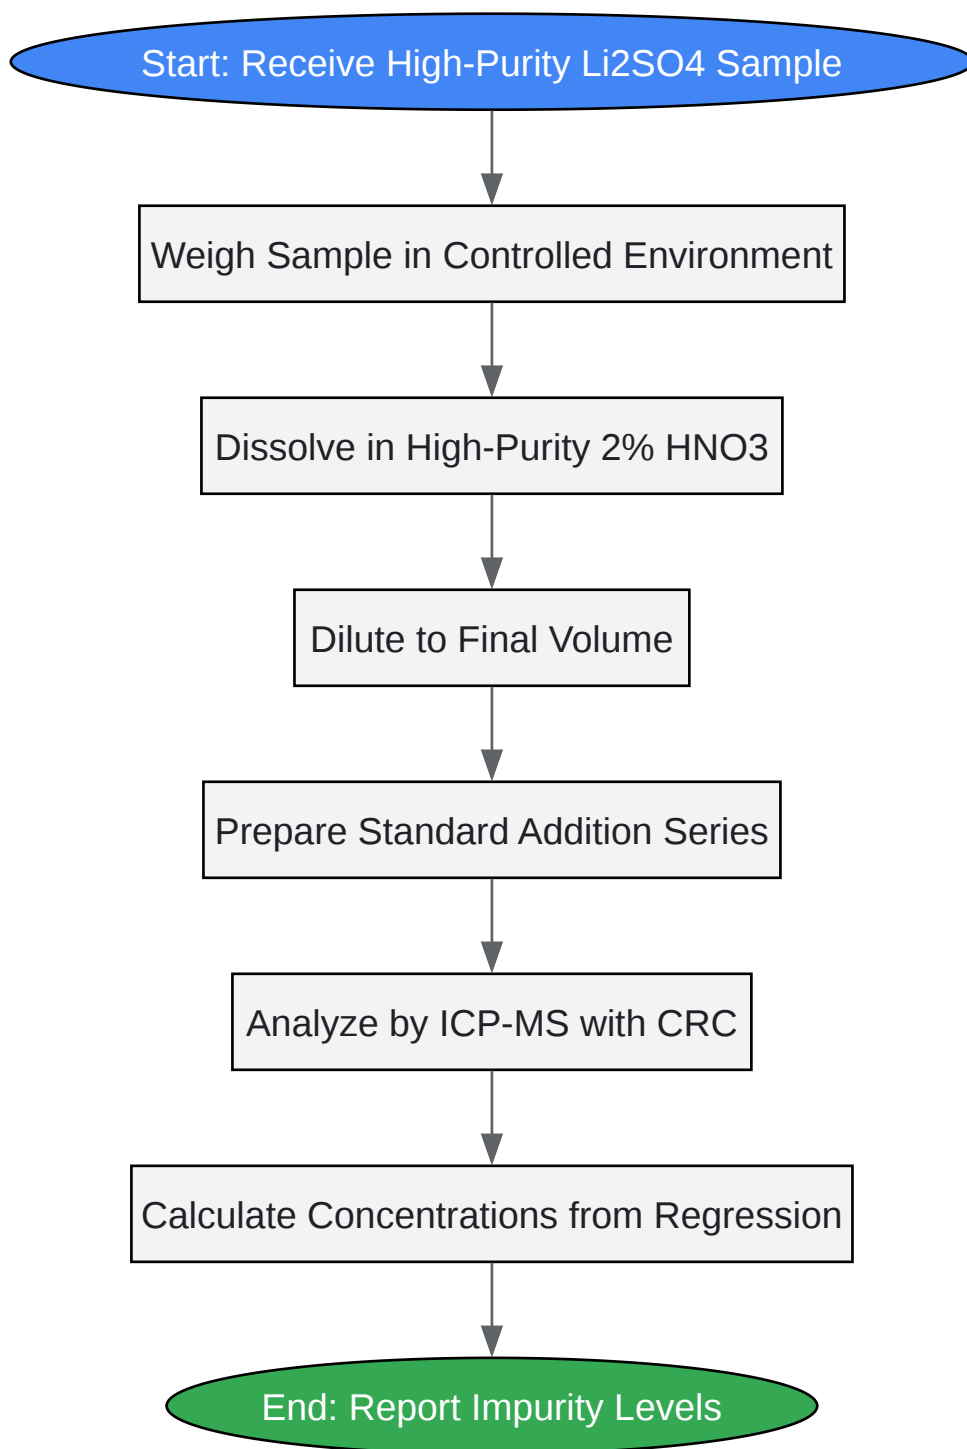 Start: Receive High-Purity Li2SO4 Sample
Weigh Sample in Controlled Environment
Dissolve in High-Purity 2% HNO3
Dilute to Final Volume
Prepare Standard Addition Series
Analyze by ICP-MS with CRC
Calculate Concentrations from Regression
End: Report Impurity Levels